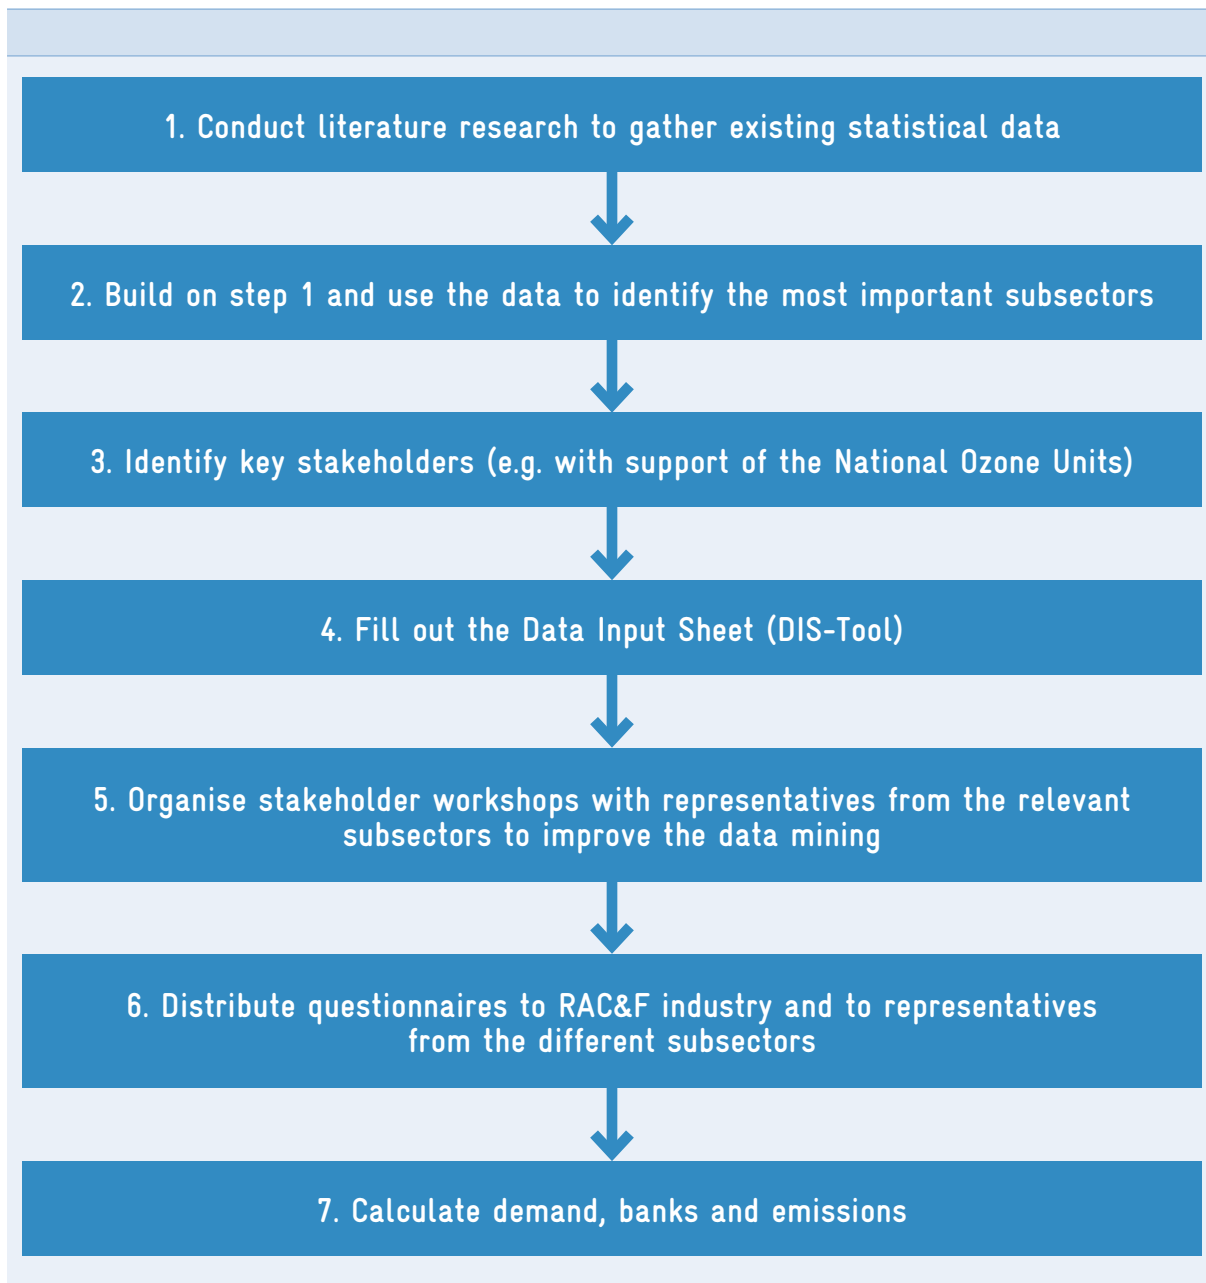 1. Conduct literature research to gather existing statistical data
2. Build on step 1 and use the data to identify the most important subsectors
3. Identify key stakeholders (e.g. with support of the National Ozone Units)
4. Fill out the Data Input Sheet (DIS-Tool)
5. Organise stakeholder workshops with representatives from the relevant
subsectors to improve the data mining
6. Distribute questionnaires to RAC&F industry and to representatives
from the different subsectors
7. Calculate demand, banks and emissions